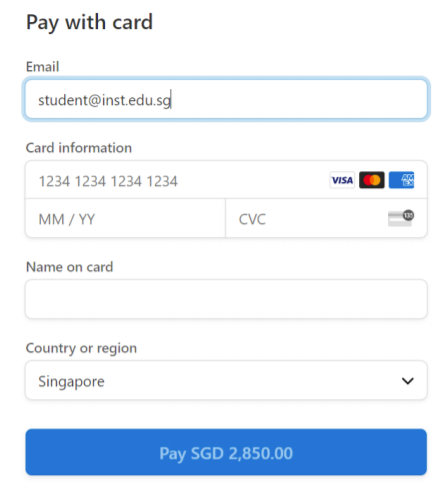 Pay with card
Email
student@inst.edu.sg
Card information
1234 1234 1234 1234 VISA
MM / YY CVC
Name on card
Country or region
Singapore
Pay SGD 2,850.00